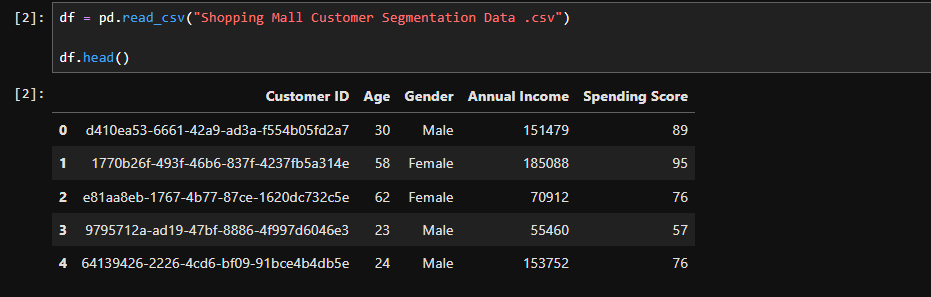 [2]: df = pd.read_csv("Shopping Mall Customer Segmentation Data .csv")
df.head()
[2]:
Customer ID Age Gender Annual Income Spending Score
0 d410ea53-6661-42a9-ad3a-f554b05fd2a7 30 Male 151479 89
1 1770b26f-493f-46b6-837f-4237fb5a314e 58 Female 185088 95
2 e81aa8eb-1767-4b77-87ce-1620dc732c5e 62 Female 70912 76
3 9795712a-ad19-47bf-8886-4f997d6046e3 23 Male 55460 57
4 64139426-2226-4cd6-bf09-91bce4b4db5e 24 Male 153752 76